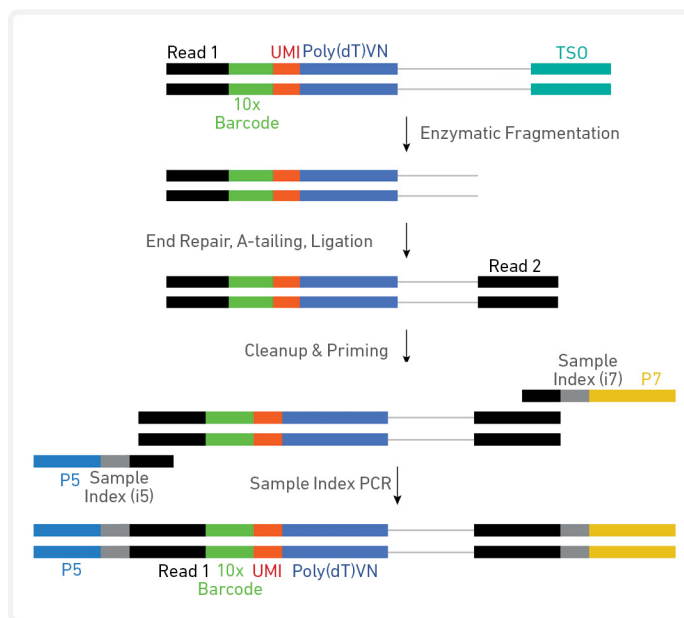 Read 1 UMI Poly(dT)VN TSO
10x
Barcode
Enzymatic Fragmentation
End Repair, A-tailing, Ligation
Read 2
Cleanup & Priming
Sample
Index (i7) P7
P5 Sample
Index (i5)
Sample Index PCR
P5 Read 1 10x UMI Poly(dT)VN
Barcode